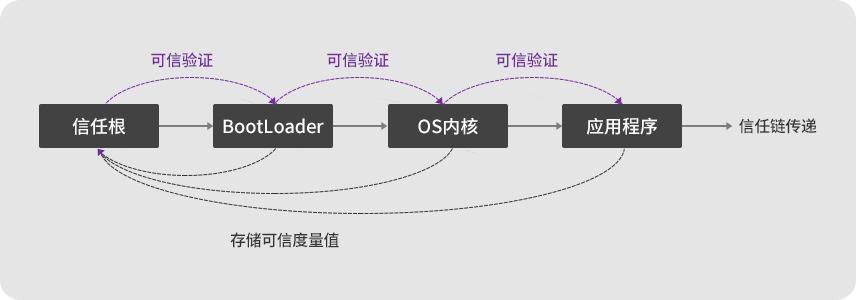 可信验证
可信验证
可信验证
信任根
BootLoader
OS内核
应用程序
信任链传递
存储可信度量值